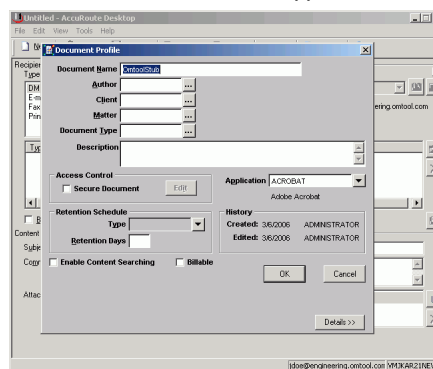 Untitled - AccuRoute Desktop
File Edit View Tools Help
Document Profile
Recipie
Type
DM
E-m
Fax
Prin
ering.omtool.com
Document Name OmtoolStub
Author ...
Client ...
Matter ...
Document Type ...
Description
Typ
Access Control
Secure Document Edit
Application ACROBAT
Adobe Acrobat
Retention Schedule
Type
Retention Days
History
Created: 3/6/2006 ADMINISTRATOR
Edited: 3/6/2006 ADMINISTRATOR
B
Content
Subje
Enable Content Searching Billable
OK Cancel
Attac
Details >>
jdoe@engineering.omtool.com VMJKAR21NEV